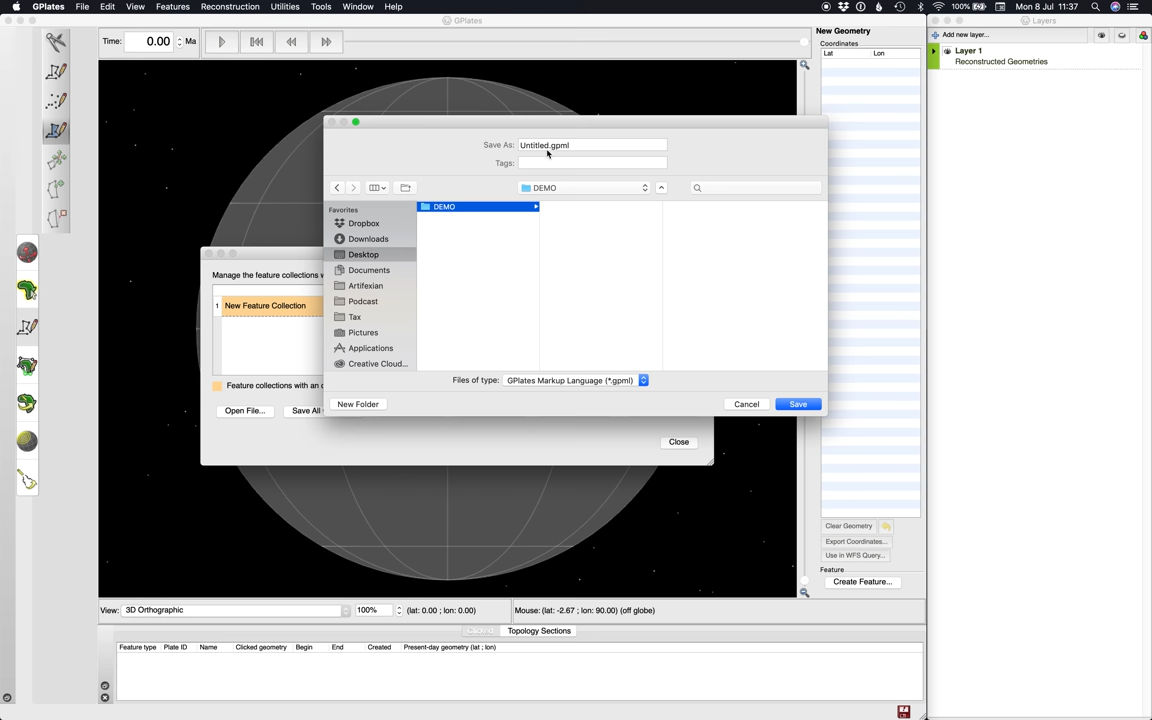 GPlates File Edit View Features Reconstruction Utilities Tools Window Help 100% Mon 8 Jul 11:37
GPlates
Layers
Time: 0.00 Ma
New Geometry
Coordinates
Lat Lon
Add new layer...
Layer 1
Reconstructed Geometries
Save As: Untitled.gpml
Tags:
DEMO
Favorites
Dropbox
Downloads
Desktop
Documents
Artifexian
Podcast
Tax
Pictures
Applications
Creative Cloud...
DEMO
Files of type: GPlates Markup Language (*.gpml)
New Folder
Cancel
Save
Manage the feature collections
1 New Feature Collection
Feature collections with an
Open File...
Save All
Close
Clear Geometry
Export Coordinates...
Use in WFS Query...
Feature
Create Feature...
View: 3D Orthographic 100% (lat: 0.00 ; lon: 0.00) Mouse: (lat: -2.67 ; lon: 90.00) (off globe)
Clicked Topology Sections
Feature type Plate ID Name Clicked geometry Begin End Created Present-day geometry (lat ; lon)